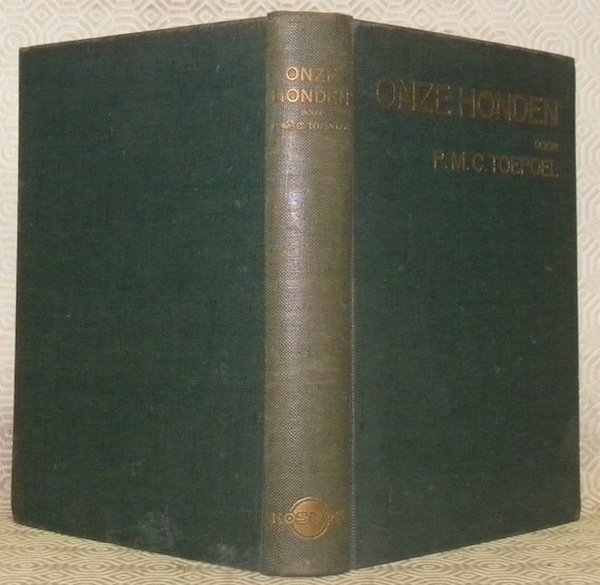 ONZE
HONDEN
DOOR
P. M. C. TOEPOEL
KOSMOS
ONZE HONDEN
DOOR
P. M. C. TOEPOEL